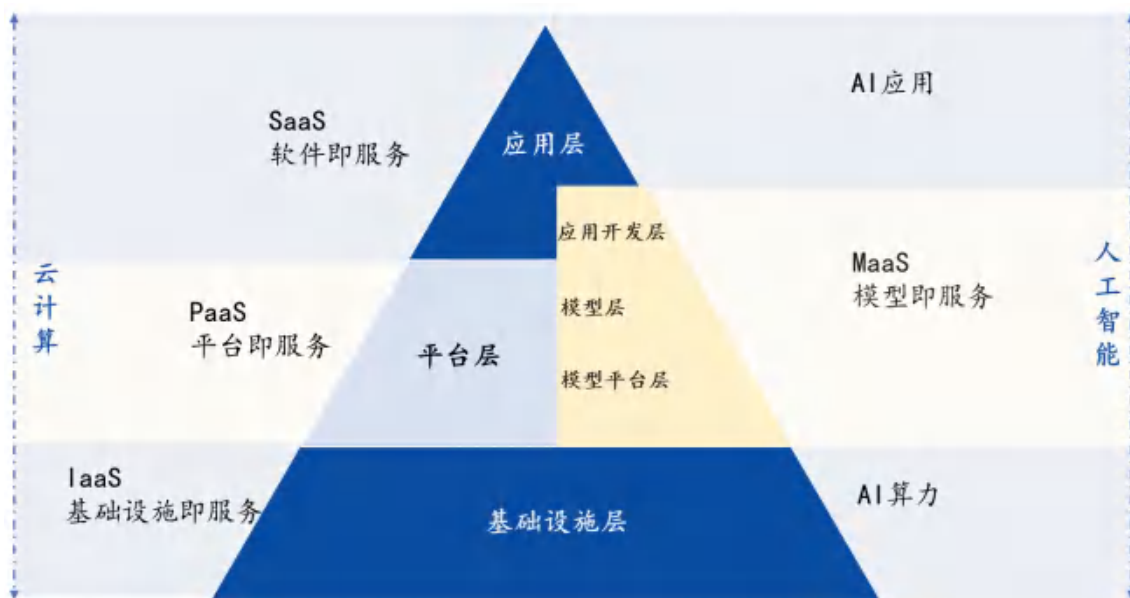 AI应用
SaaS
软件即服务
应用层
应用开发层
云计算
PaaS
平台即服务
平台层
模型层
模型平台层
MaaS
模型即服务
人工智能
IaaS
基础设施即服务
基础设施层
AI算力